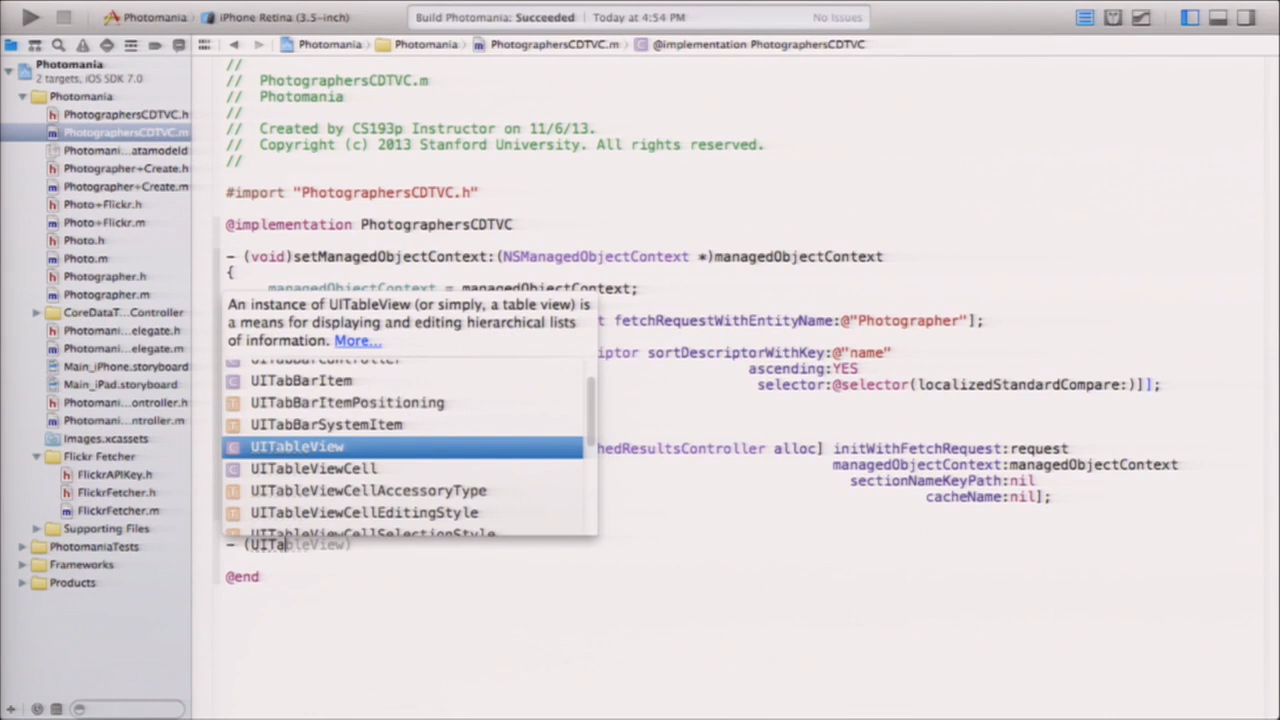 Photomania
iPhone Retina (3.5-inch)
Build Photomania: Succeeded
Today at 4:54 PM
No Issues
Photomania
Photomania
PhotographersCDTVC.m
@implementation PhotographersCDTVC
Photomania
2 targets, iOS SDK 7.0
Photomania
PhotographersCDTVC.h
PhotographersCDTVC.m
Photomani...atamodeld
Photographer+Create.h
Photographer+Create.m
Photo+Flickr.h
Photo+Flickr.m
Photo.h
Photo.m
Photographer.h
Photographer.m
CoreDataT...Controller
Photomani...elegate.h
Photomani...elegate.m
Main_iPhone.storyboard
Main_iPad.storyboard
Photomani...ontroller.h
Photomani...ntroller.m
Images.xcassets
Flickr Fetcher
FlickrAPIKey.h
FlickrFetcher.h
FlickrFetcher.m
Supporting Files
PhotomaniaTests
Frameworks
Products
//
// PhotographersCDTVC.m
// Photomania
//
// Created by CS193p Instructor on 11/6/13.
// Copyright (c) 2013 Stanford University. All rights reserved.
//
#import "PhotographersCDTVC.h"
@implementation PhotographersCDTVC
- (void)setManagedObjectContext:(NSManagedObjectContext *)managedObjectContext
{
managedObjectContext = managedObjectContext;
t fetchRequestWithEntityName:@"Photographer"];
ptor sortDescriptorWithKey:@"name"
ascending:YES
selector:@selector(localizedStandardCompare:)]];
hedResultsController alloc] initWithFetchRequest:request
managedObjectContext:managedObjectContext
sectionNameKeyPath:nil
cacheName:nil];
An instance of UITableView (or simply, a table view) is
a means for displaying and editing hierarchical lists
of information. More...
UITabBarController
UITabBarItem
UITabBarItemPositioning
UITabBarSystemItem
UITableView
UITableViewCell
UITableViewCellAccessoryType
UITableViewCellEditingStyle
UITableViewCellSelectionStyle
- (UITableView)
@end